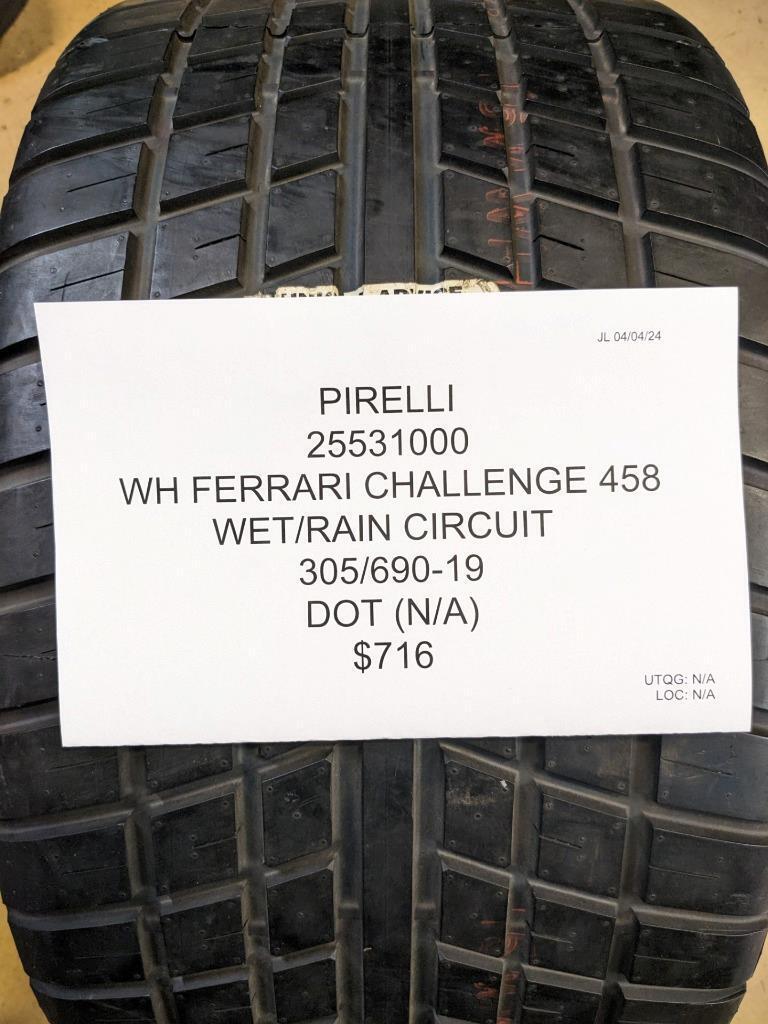 JL 04/04/24
PIRELLI
25531000
WH FERRARI CHALLENGE 458
WET/RAIN CIRCUIT
305/690-19
DOT (N/A)
$716
UTQG: N/A
LOC: N/A